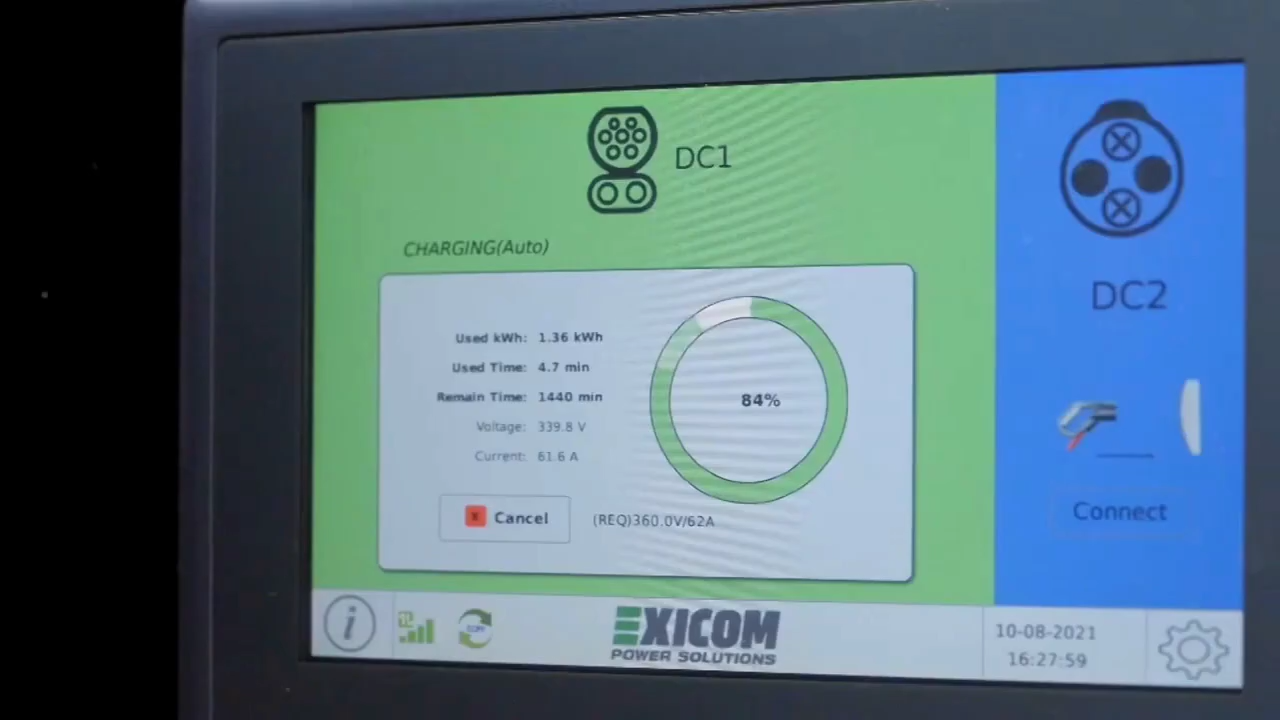 DC1
CHARGING(Auto)
Used kWh: 1.36 kWh
Used Time: 4.7 min
Remain Time: 1440 min
Voltage: 339.8 V
Current: 61.6 A
84%
x Cancel
(REQ)360.0V/62A
DC2
Connect
i
EXICOM
POWER SOLUTIONS
10-08-2021
16:27:59